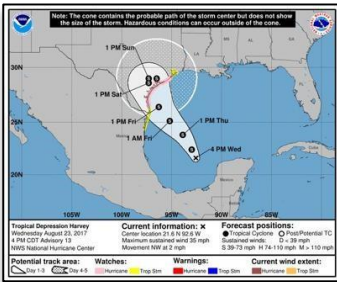 Note: The cone contains the probable path of the storm center but does not show
the size of the storm. Hazardous conditions can occur outside of the cone.
1 PM Sun
LA
30N
1 PM Sat
1 PM Fri
1 PM Thu
25N
1 AM Fri
4 PM Wed
Mexico
20N
105W 100W 95W 90W 85W
Tropical Depression Harvey
Wednesday August 23, 2017
4 PM CDT Advisory 13
NWS National Hurricane Center
Current information: x
Center location 21.6 N 92.6 W
Maximum sustained wind 35 mph
Movement NW at 2 mph
Forecast positions:
Tropical Cyclone Post/Potential TC
Sustained winds: D < 39 mph
S 39-73 mph H 74-110 mph M > 110 mph
Potential track area:
Day 1-3 Day 4-5
Watches:
Hurricane Trop Stm
Warnings:
Hurricane Trop Stm
Current wind extent:
Hurricane Trop Stm